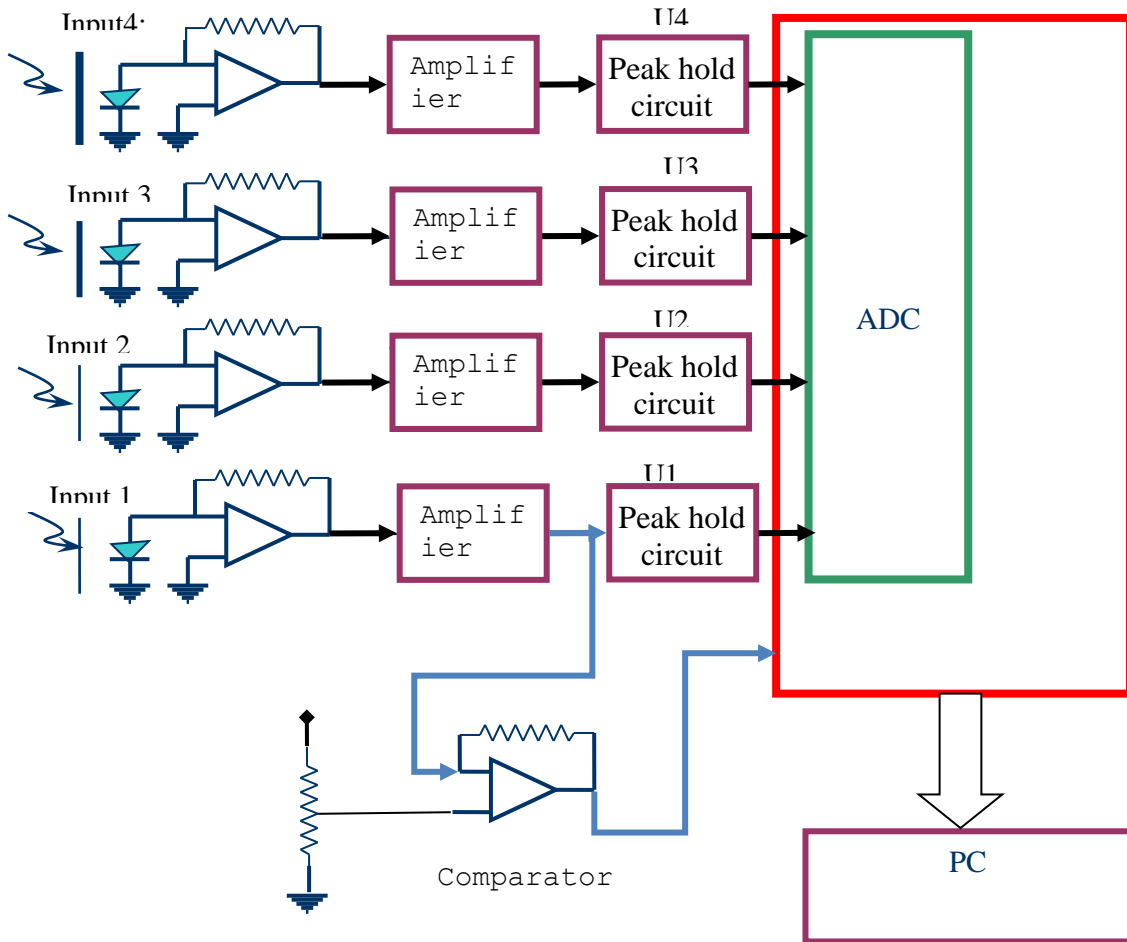 Input4:
U4
Amplif
ier
Peak hold
circuit
Input 3
U3
Amplif
ier
Peak hold
circuit
ADC
Input 2
U2
Amplif
ier
Peak hold
circuit
Input 1
U1
Amplif
ier
Peak hold
circuit
Comparator
PC